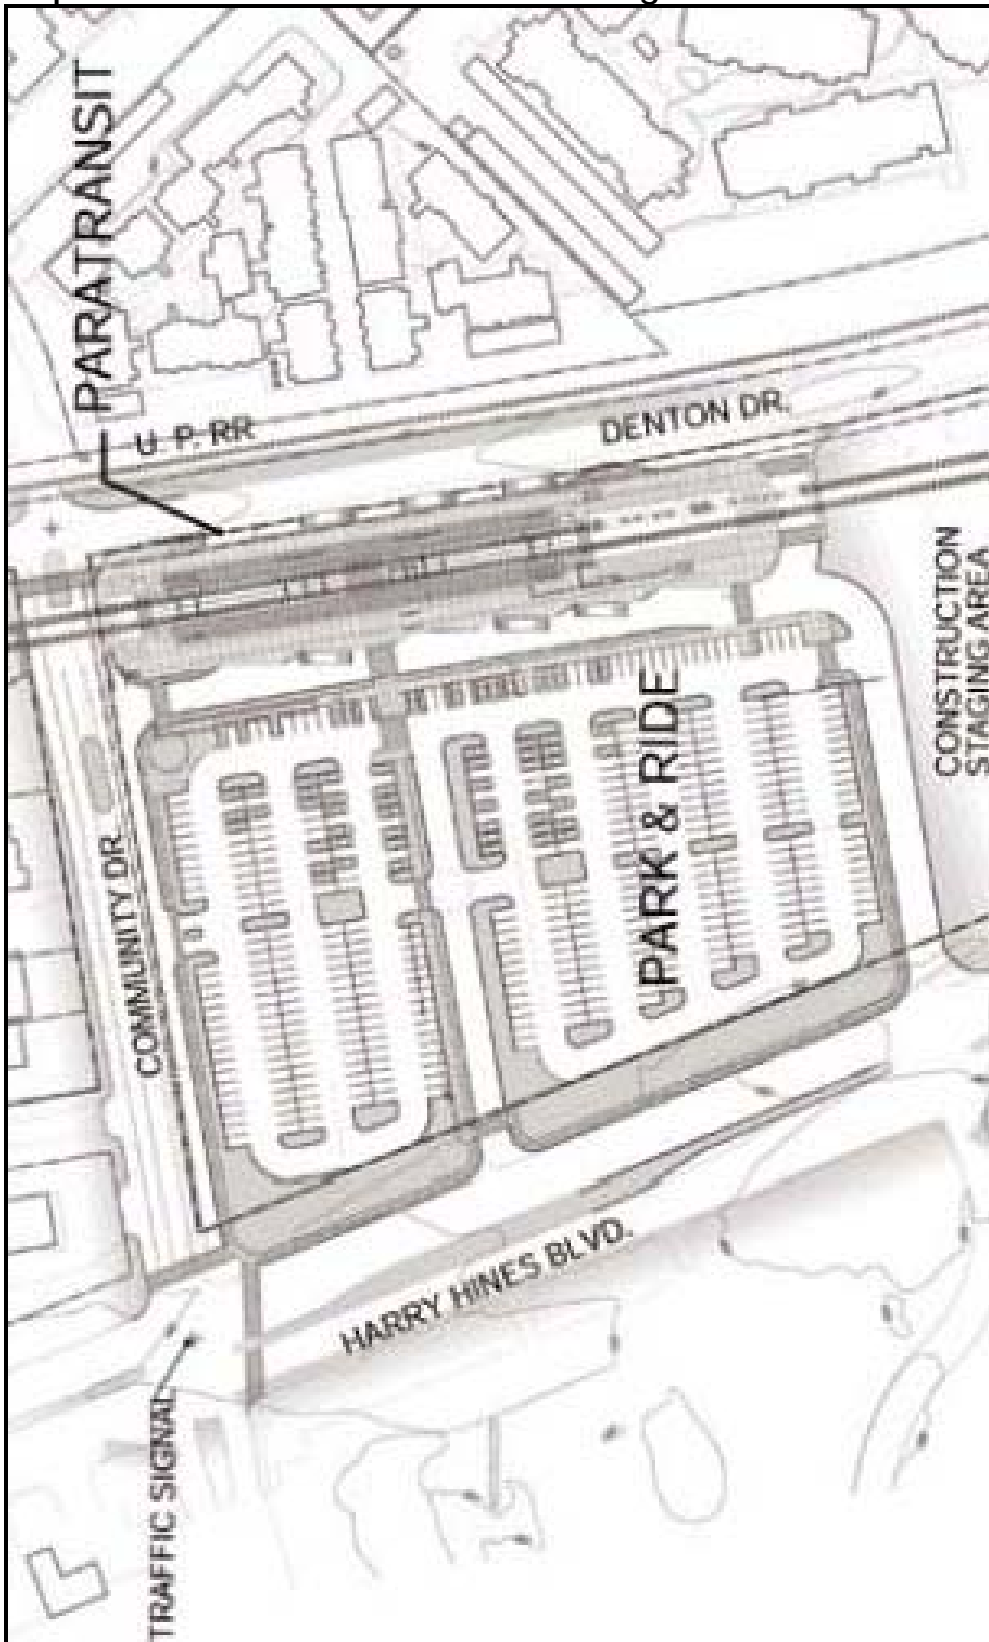 PARATRANSIT
U. P. RR
DENTON DR.
CONSTRUCTION
STAGING AREA
PARK & RIDE
COMMUNITY DR
HARRY HINES BLVD.
TRAFFIC SIGNAL